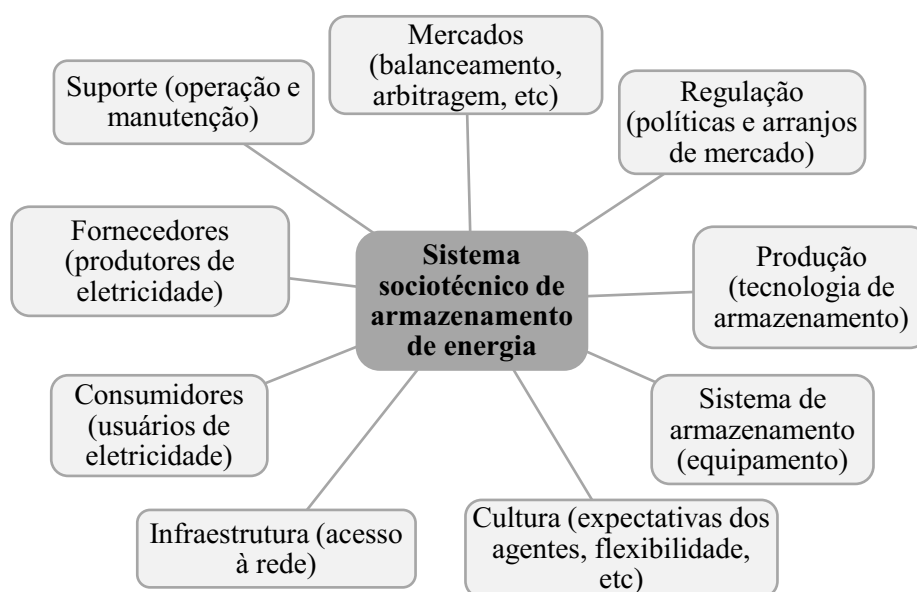 Mercados
(balanceamento,
arbitragem, etc)
Suporte (operação e
manutenção)
Regulação
(políticas e arranjos
de mercado)
Fornecedores
(produtores de
eletricidade)
Sistema
sociotécnico de
armazenamento
de energia
Produção
(tecnologia de
armazenamento)
Consumidores
(usuários de
eletricidade)
Sistema de
armazenamento
(equipamento)
Infraestrutura (acesso
à rede)
Cultura (expectativas dos
agentes, flexibilidade,
etc)